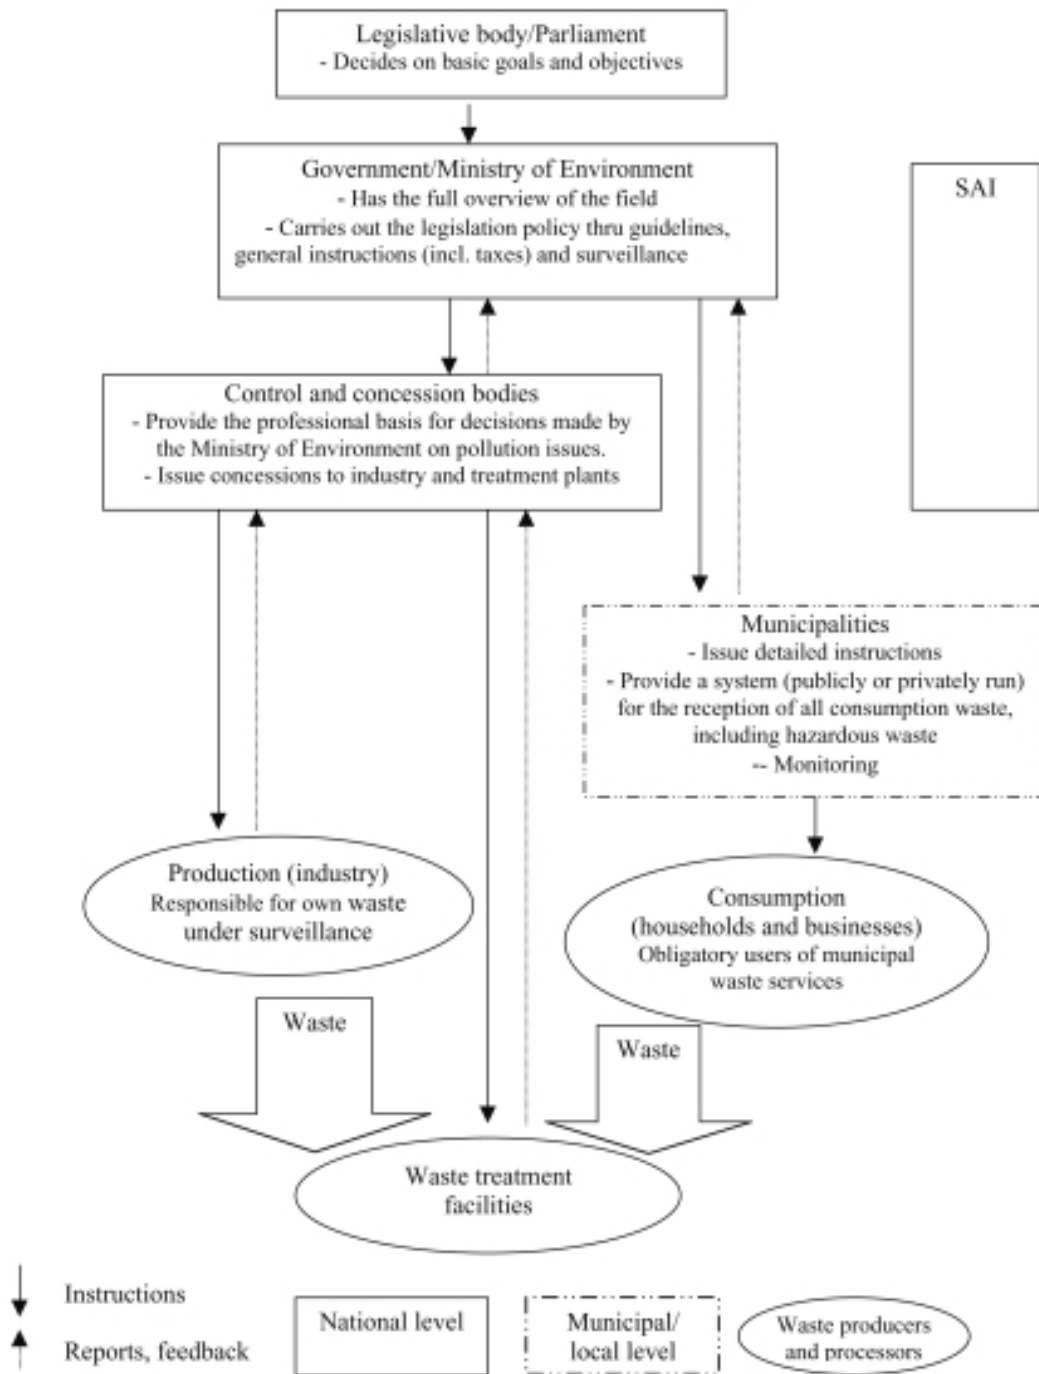 Legislative body/Parliament
- Decides on basic goals and objectives
Government/Ministry of Environment
- Has the full overview of the field
- Carries out the legislation policy thru guidelines,
general instructions (incl. taxes) and surveillance
SAI
Control and concession bodies
- Provide the professional basis for decisions made by
the Ministry of Environment on pollution issues.
- Issue concessions to industry and treatment plants
Municipalities
- Issue detailed instructions
- Provide a system (publicly or privately run)
for the reception of all consumption waste,
including hazardous waste
-- Monitoring
Production (industry)
Responsible for own waste
under surveillance
Consumption
(households and businesses)
Obligatory users of municipal
waste services
Waste
Waste
Waste treatment
facilities
Instructions
Reports, feedback
National level
Municipal/
local level
Waste producers
and processors